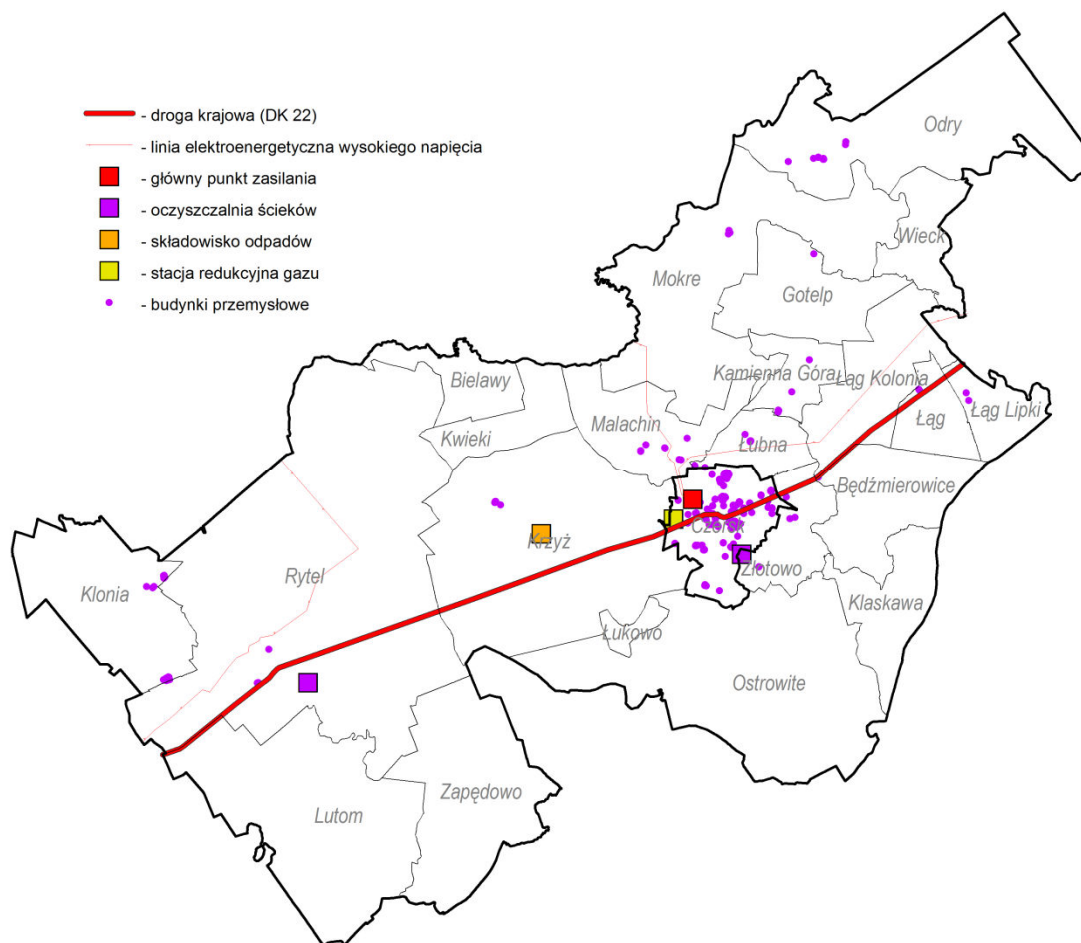 - droga krajowa (DK 22)
- linia elektroenergetyczna wysokiego napięcia
- główny punkt zasilania
- oczyszczalnia ścieków
- składowisko odpadów
- stacja redukcyjna gazu
- budynki przemysłowe
Odry
Wieck
Mokre
Gotelp
Bielawy
Kamienna Góra
Łąg Kolonia
Łąg
Łąg Lipki
Malachin
Kwieki
Łubna
Będźmierowice
Czersk
Krzyż
Złotowo
Rytel
Klonia
Klaskawa
Łukowo
Ostrowite
Zapędowo
Lutom